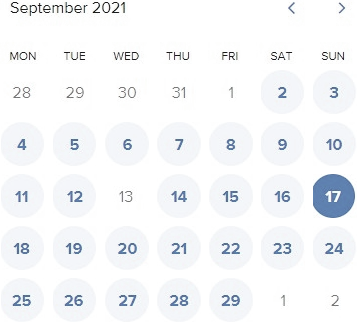 September 2021
MON TUE WED THU FRI SAT SUN
28 29 30 31 1 2 3
4 5 6 7 8 9 10
11 12 13 14 15 16 17
18 19 20 21 22 23 24
25 26 27 28 29 1 2